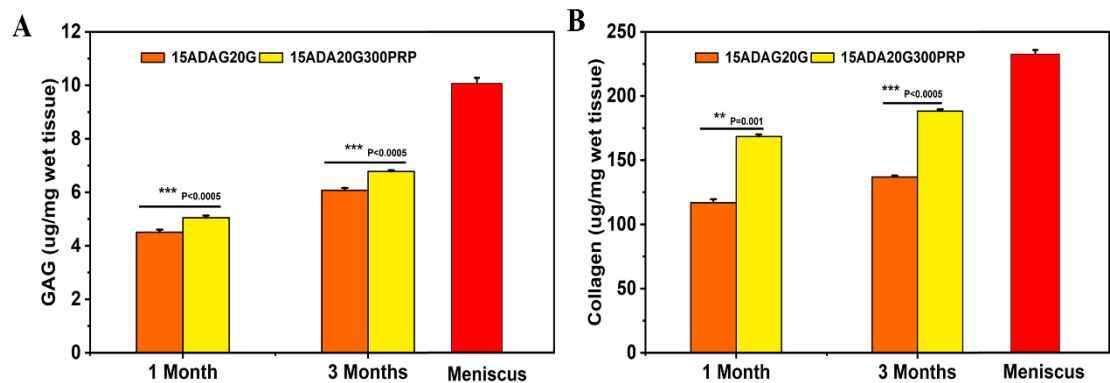 A
GAG (ug/mg wet tissue)
12
10
8
6
4
2
0
15ADAG20G 15ADA20G300PRP
*** P<0.0005
*** P<0.0005
1 Month 3 Months Meniscus
B
Collagen (ug/mg wet tissue)
250
200
150
100
50
0
15ADAG20G 15ADA20G300PRP
** P=0.001
*** P<0.0005
1 Month 3 Months Meniscus